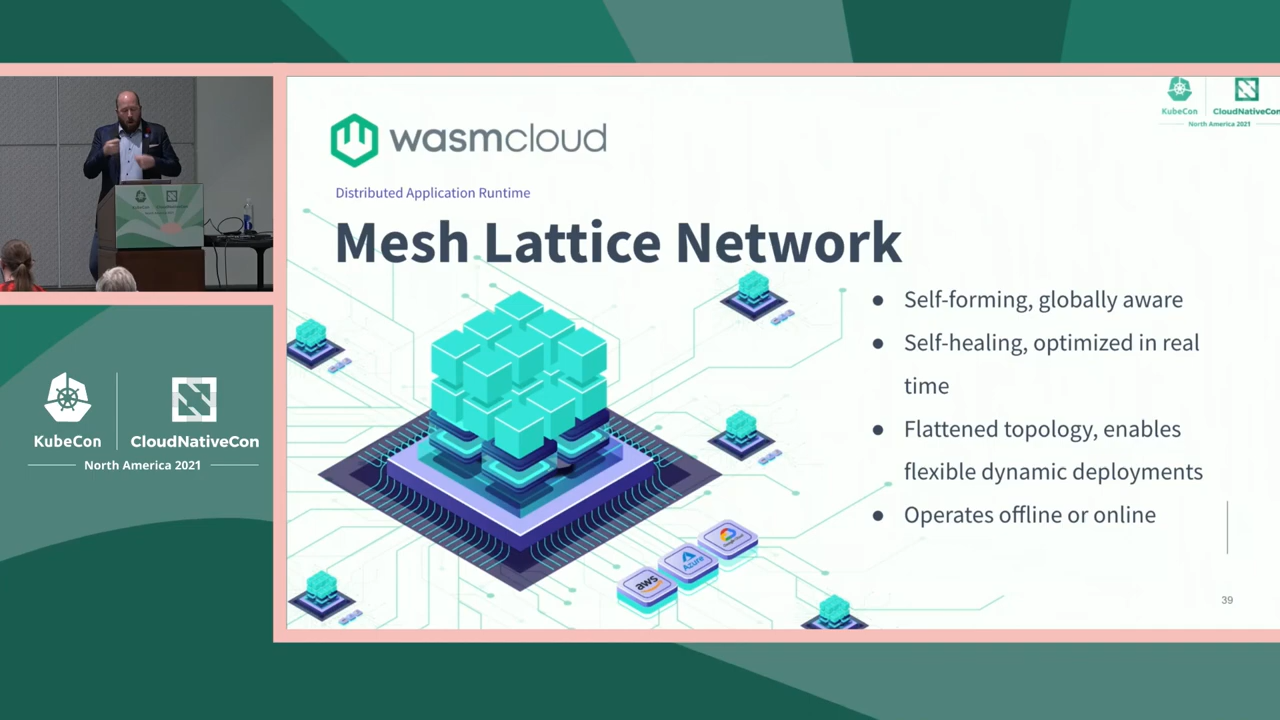 KubeCon
CloudNativeCon
North America 2021
wasmcloud
Distributed Application Runtime
Mesh Lattice Network
● Self-forming, globally aware
● Self-healing, optimized in real
time
● Flattened topology, enables
flexible dynamic deployments
● Operates offline or online
aws
Azure
39
KubeCon
CloudNativeCon
North America 2021